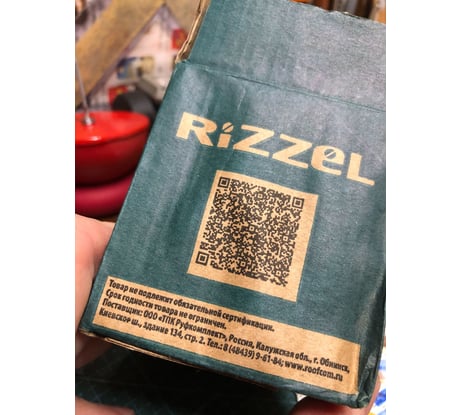 RiZZeL
Товар не подлежит обязательной сертификации.
Срок годности товара не ограничен.
Поставщик: ООО «ТПК Руфкомплект», Россия, Калужская обл., г. Обнинск,
Киевское ш., здание 134, стр. 2. Тел.: 8 (48439) 9-61-84; www.roofcom.ru